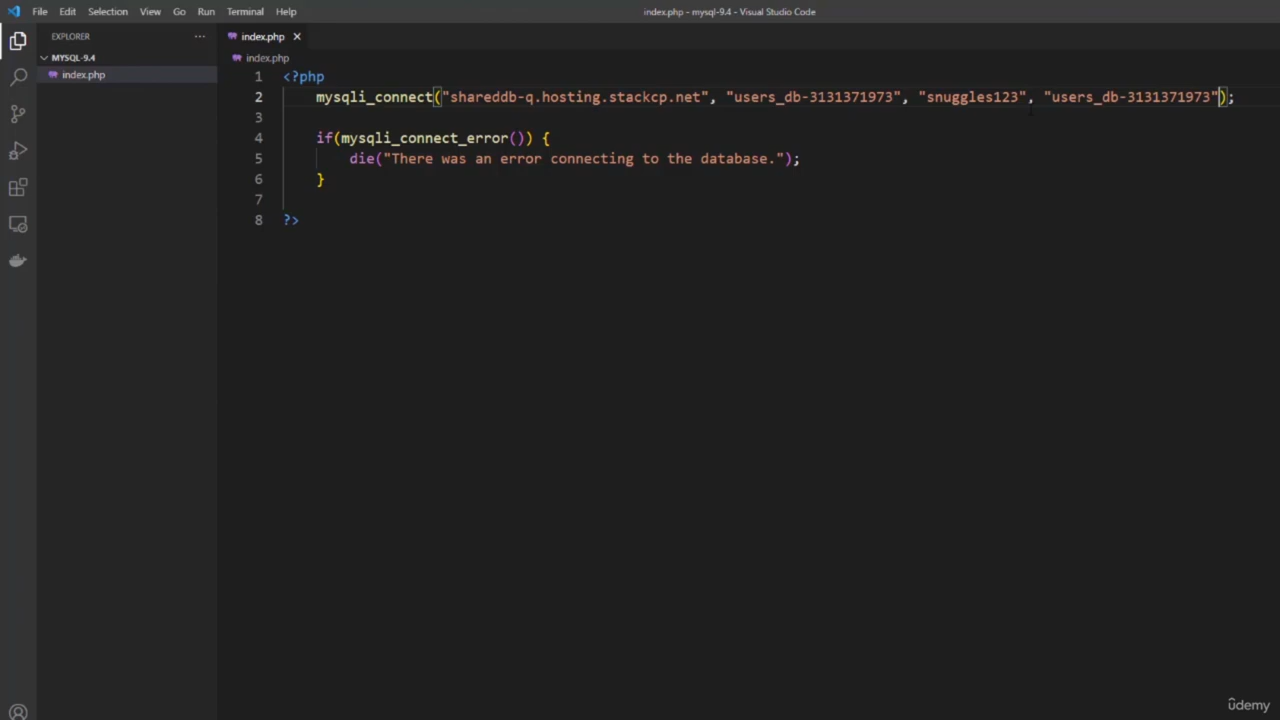 File Edit Selection View Go Run Terminal Help
index.php - mysql-9.4 - Visual Studio Code
EXPLORER ...
MYSQL-9.4
index.php
index.php
index.php
1 <?php
2 mysqli_connect("shareddb-q.hosting.stackcp.net", "users_db-3131371973", "snuggles123", "users_db-3131371973");
3
4 if(mysqli_connect_error()) {
5 die("There was an error connecting to the database.");
6 }
7
8 ?>
ûdemy